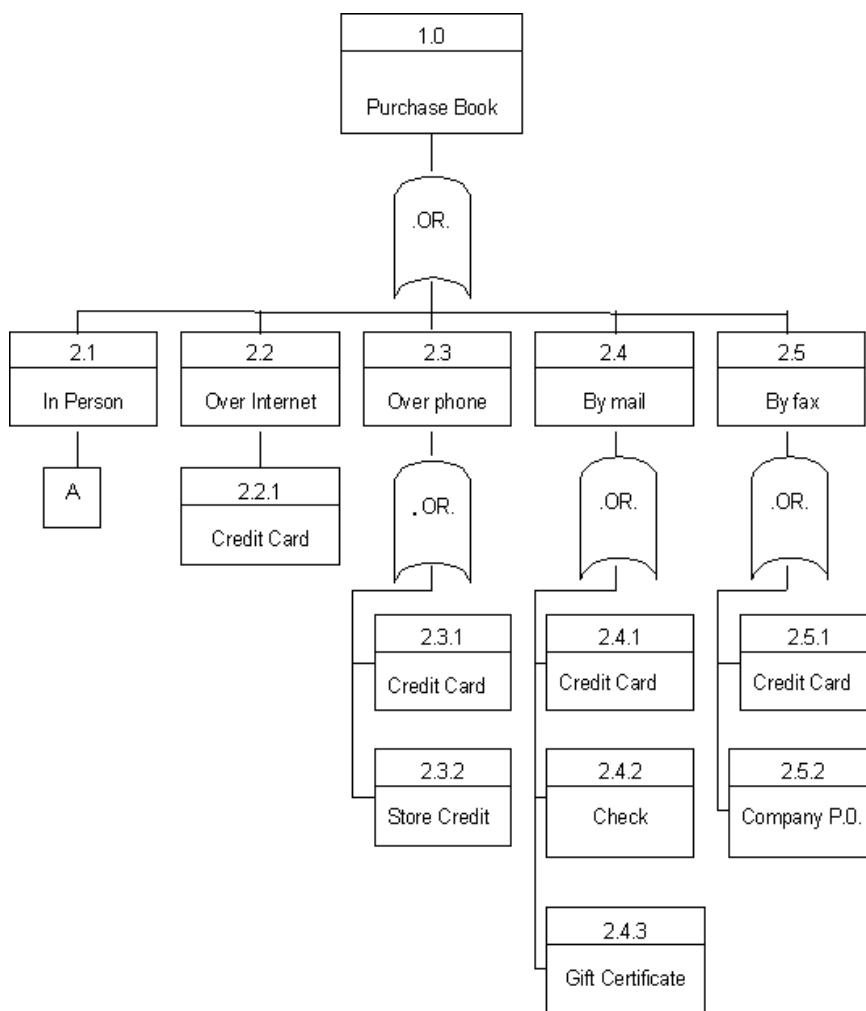 1.0
Purchase Book
.OR.
2.1
In Person
2.2
Over Internet
2.3
Over phone
2.4
By mail
2.5
By fax
A
2.2.1
Credit Card
.OR.
.OR.
.OR.
2.3.1
Credit Card
2.4.1
Credit Card
2.5.1
Credit Card
2.3.2
Store Credit
2.4.2
Check
2.5.2
Company P.O.
2.4.3
Gift Certificate